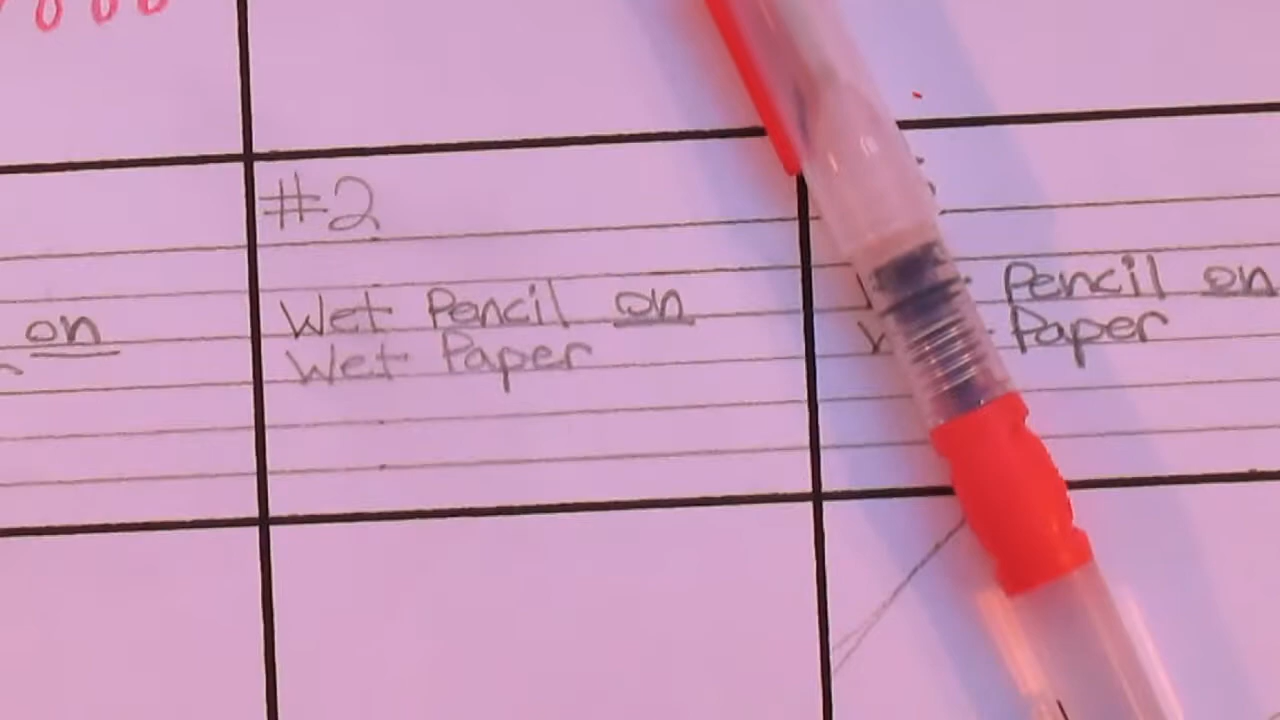 #2
on
Wet Pencil on
Wet Paper
Pencil on
Paper